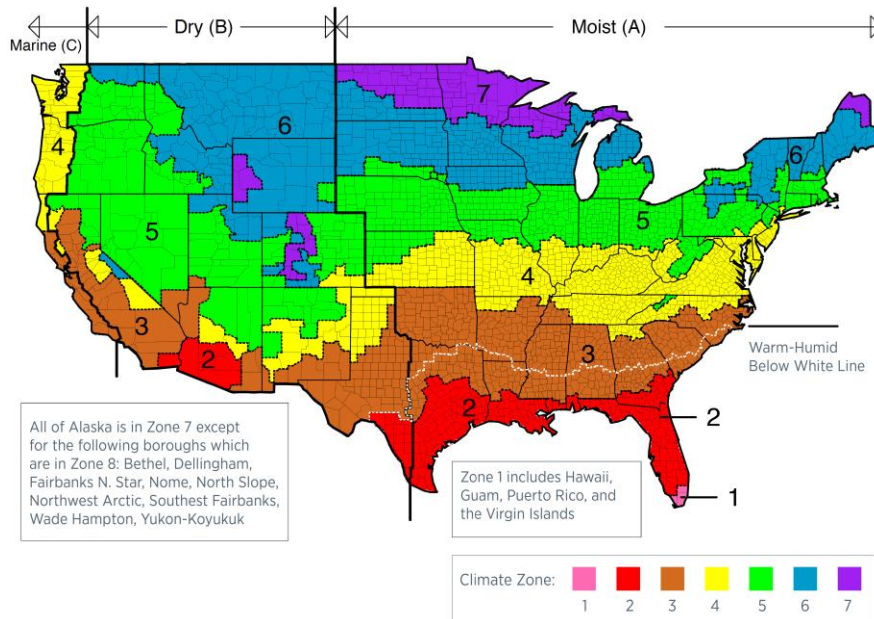 Marine (C)
Dry (B)
Moist (A)
7
6
4
6
5
5
4
3
3
2
2
Warm-Humid
Below White Line
2
1
All of Alaska is in Zone 7 except
for the following boroughs which
are in Zone 8: Bethel, Dellingham,
Fairbanks N. Star, Nome, North Slope,
Northwest Arctic, Southest Fairbanks,
Wade Hampton, Yukon-Koyukuk
Zone 1 includes Hawaii,
Guam, Puerto Rico, and
the Virgin Islands
Climate Zone:
1 2 3 4 5 6 7